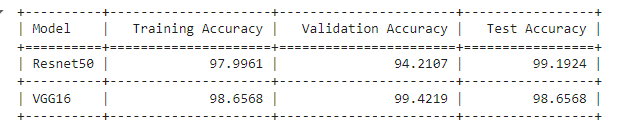 Model Training Accuracy Validation Accuracy Test Accuracy
Resnet50 97.9961 94.2107 99.1924
VGG16 98.6568 99.4219 98.6568